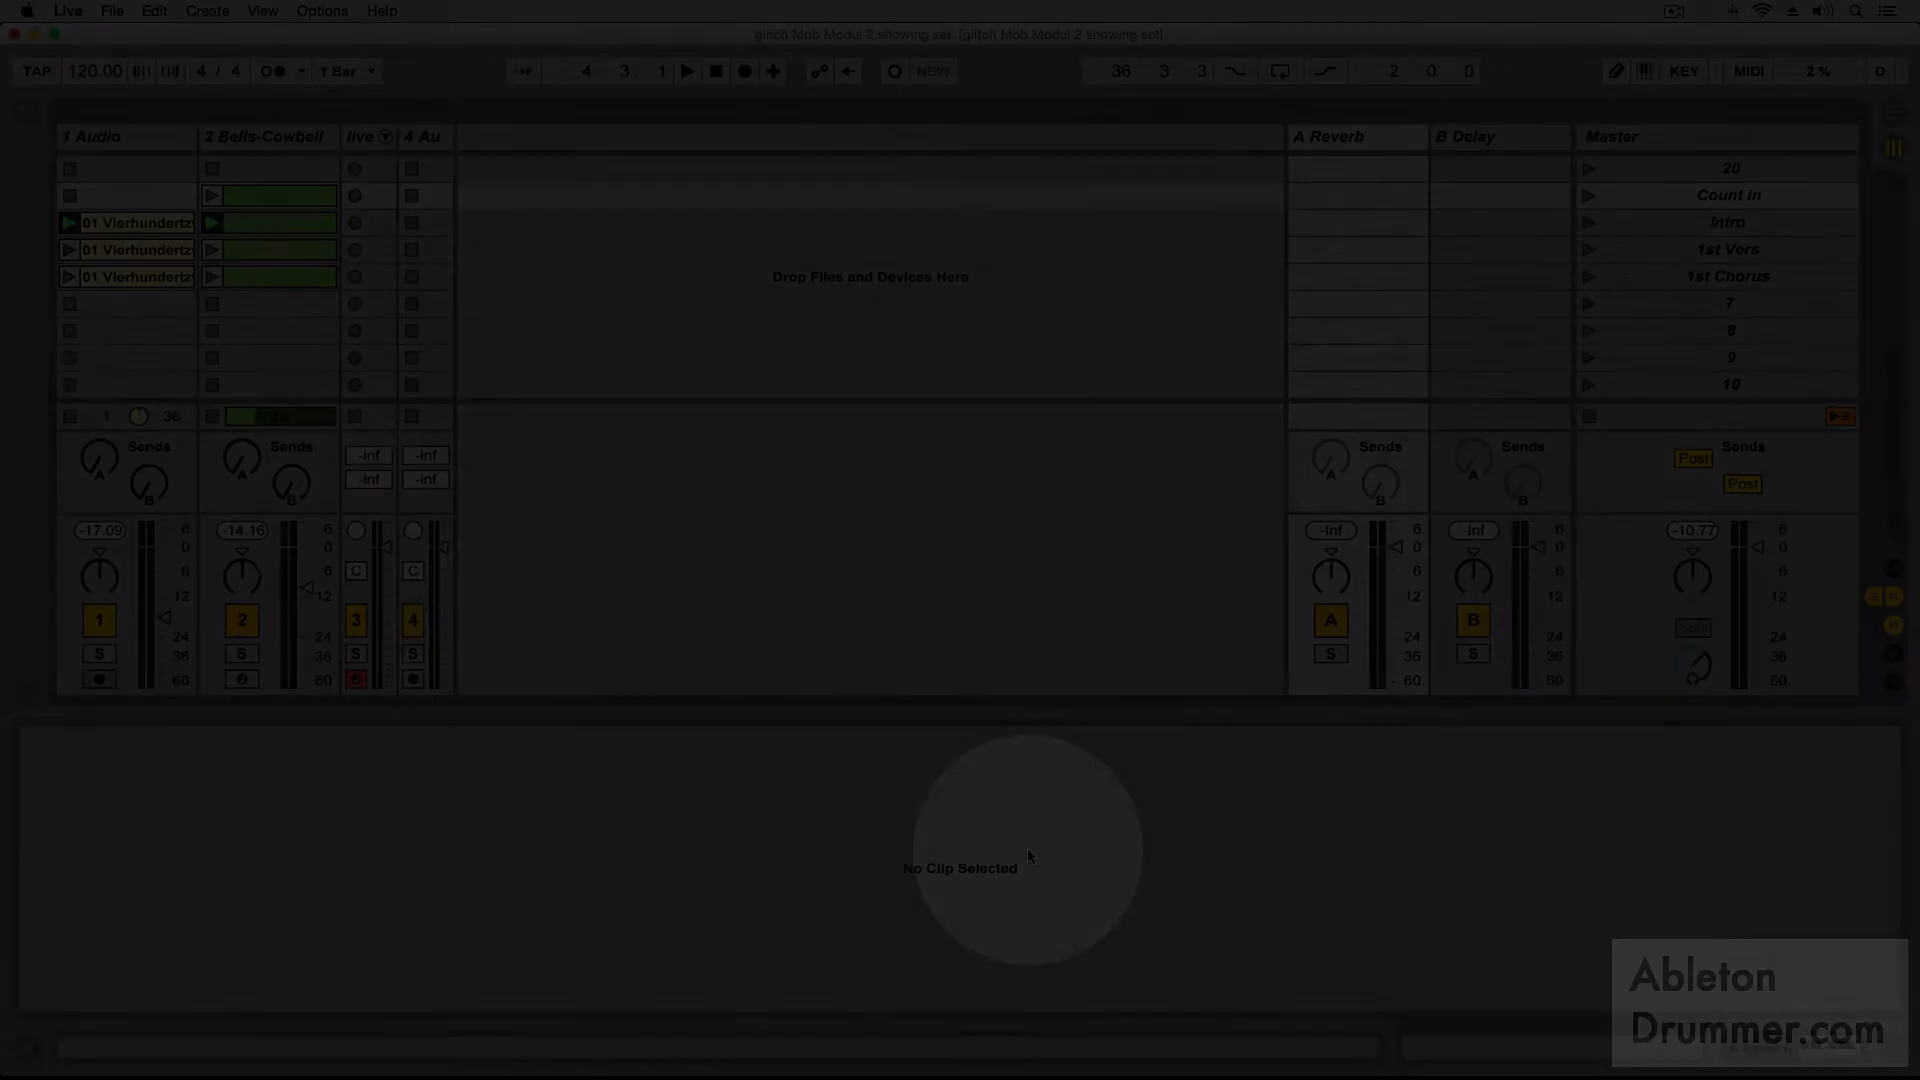 Live File Edit Create View Options Help
glitch Mob Modul 2 showing set [glitch Mob Modul 2 showing set]
TAP 120.00 4 / 4 1 Bar 4 3 1 NEW 36 3 3 2 0 0 KEY MIDI 2 % D
1 Audio 2 Bells-Cowbell live 4 Au A Reverb B Delay Master
20
Count in
01 Vierhundertz Intro
01 Vierhundertz 1st Vers
01 Vierhundertz Drop Files and Devices Here 1st Chorus
7
8
9
10
1 36
Sends Sends -inf -inf Sends Sends Sends
A A A A Post
B B -inf -inf B B Post
-17.09 6 -14.16 6 -Inf 6 -Inf 6 -10.77 6
0 0 0 0 0
6 6 C C 6 6 6
12 12 12 12 12
1 2 3 4 A B Solo
24 24 24 24 24
S S S S S S
36 36 36 36 36
60 60 60 60 60
S R
M
No Clip Selected
Ableton
Drummer.com